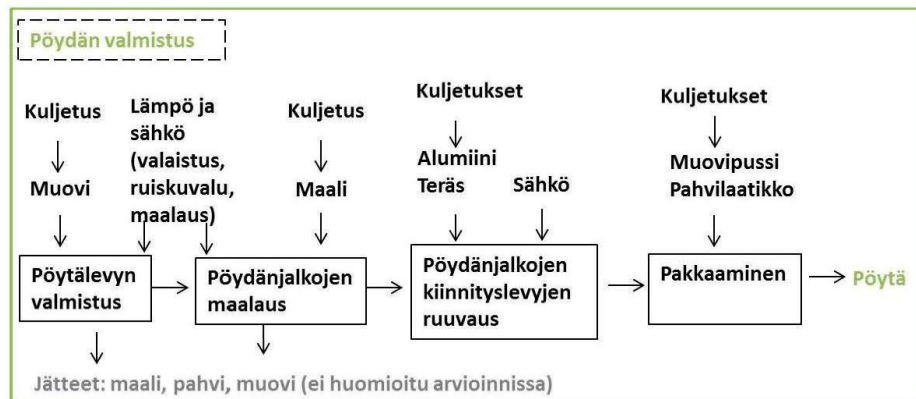 Pöydän valmistus
Kuljetus
Lämpö ja
sähkö
(valaistus,
ruiskuvalu,
maalaus)
Kuljetus
Kuljetukset
Kuljetukset
Muovi
Maali
Alumiini
Teräs
Sähkö
Muovipussi
Pahvilaatikko
Pöytälevyn
valmistus
Pöydänjalkojen
maalaus
Pöydänjalkojen
kiinnityslevyjen
ruuvaus
Pakkaaminen
Pöytä
Jätteet: maali, pahvi, muovi (ei huomioitu arvioinnissa)